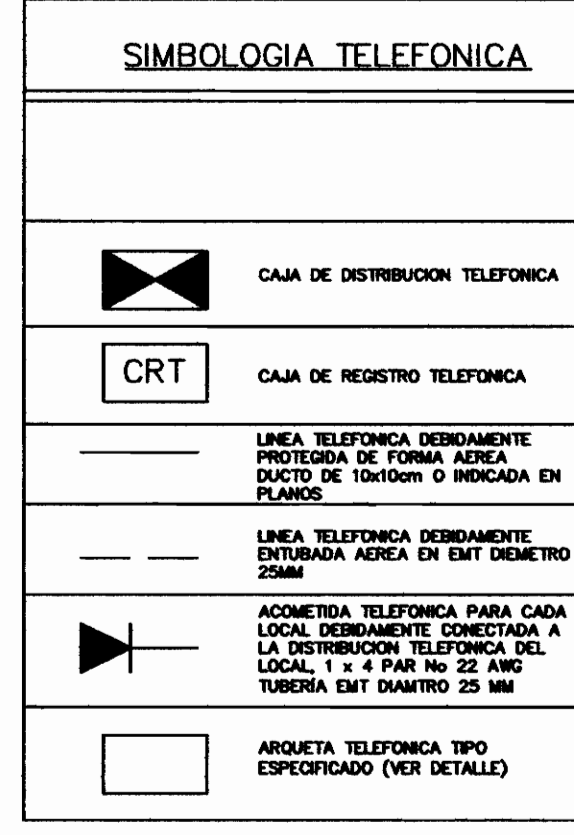 SIMBOLOGIA TELEFONICA
CAJA DE DISTRIBUCION TELEFONICA
CRT
CAJA DE REGISTRO TELEFONICA
LINEA TELEFONICA DEBIDAMENTE
PROTEGIDA DE FORMA AEREA
DUCTO DE 10x10cm O INDICADA EN
PLANOS
LINEA TELEFONICA DEBIDAMENTE
ENTUBADA AEREA EN EMT DIEMETRO
25MM
ACOMETIDA TELEFONICA PARA CADA
LOCAL DEBIDAMENTE CONECTADA A
LA DISTRIBUCION TELEFONICA DEL
LOCAL, 1 x 4 PAR No 22 AWG
TUBERÍA EMT DIAMTRO 25 MM
ARQUETA TELEFONICA TIPO
ESPECIFICADO (VER DETALLE)